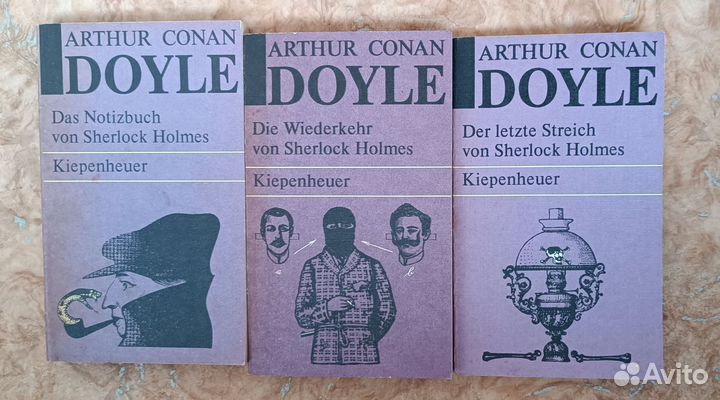 ARTHUR CONAN
DOYLE
Das Notizbuch
von Sherlock Holmes
Kiepenheuer
ARTHUR CONAN
DOYLE
Die Wiederkehr
von Sherlock Holmes
Kiepenheuer
a
b
ARTHUR CONAN
DOYLE
Der letzte Streich
von Sherlock Holmes
Kiepenheuer
Avito